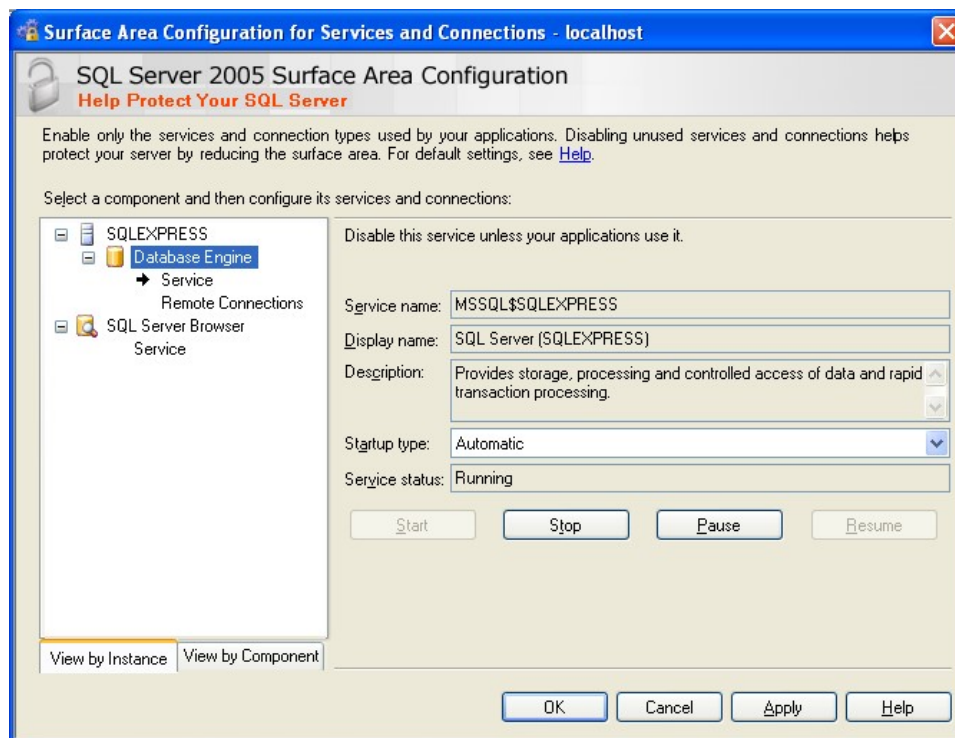 Surface Area Configuration for Services and Connections - localhost
SQL Server 2005 Surface Area Configuration
Help Protect Your SQL Server
Enable only the services and connection types used by your applications. Disabling unused services and connections helps
protect your server by reducing the surface area. For default settings, see Help.
Select a component and then configure its services and connections:
SQLEXPRESS
Database Engine
Service
Remote Connections
SQL Server Browser
Service
View by Instance
View by Component
Disable this service unless your applications use it.
Service name: MSSQL$SQLEXPRESS
Display name: SQL Server (SQLEXPRESS)
Description: Provides storage, processing and controlled access of data and rapid
transaction processing.
Startup type: Automatic
Service status: Running
Start Stop Pause Resume
OK Cancel Apply Help